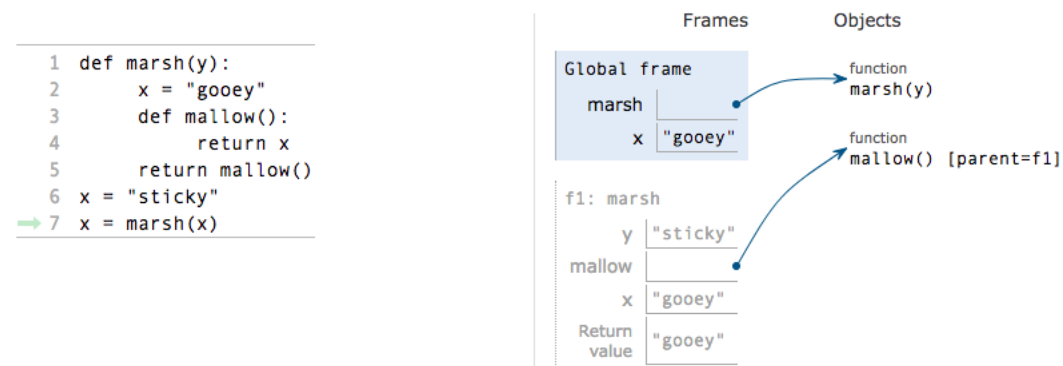 1 def marsh(y):
2 x = "gooey"
3 def mallow():
4 return x
5 return mallow()
6 x = "sticky"
7 x = marsh(x)
Frames Objects
Global frame
marsh
x "gooey"
function
marsh(y)
function
mallow() [parent=f1]
f1: marsh
y "sticky"
mallow
x "gooey"
Return
value "gooey"